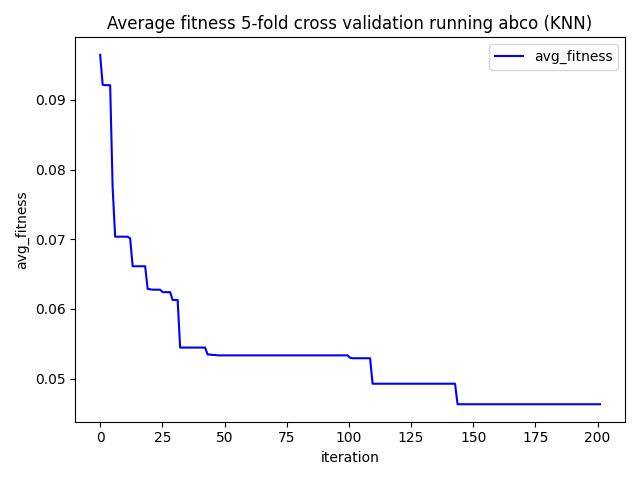 Average fitness 5-fold cross validation running abco (KNN)
avg_fitness
0.09
0.08
0.07
0.06
0.05
avg_fitness
0 25 50 75 100 125 150 175 200
iteration